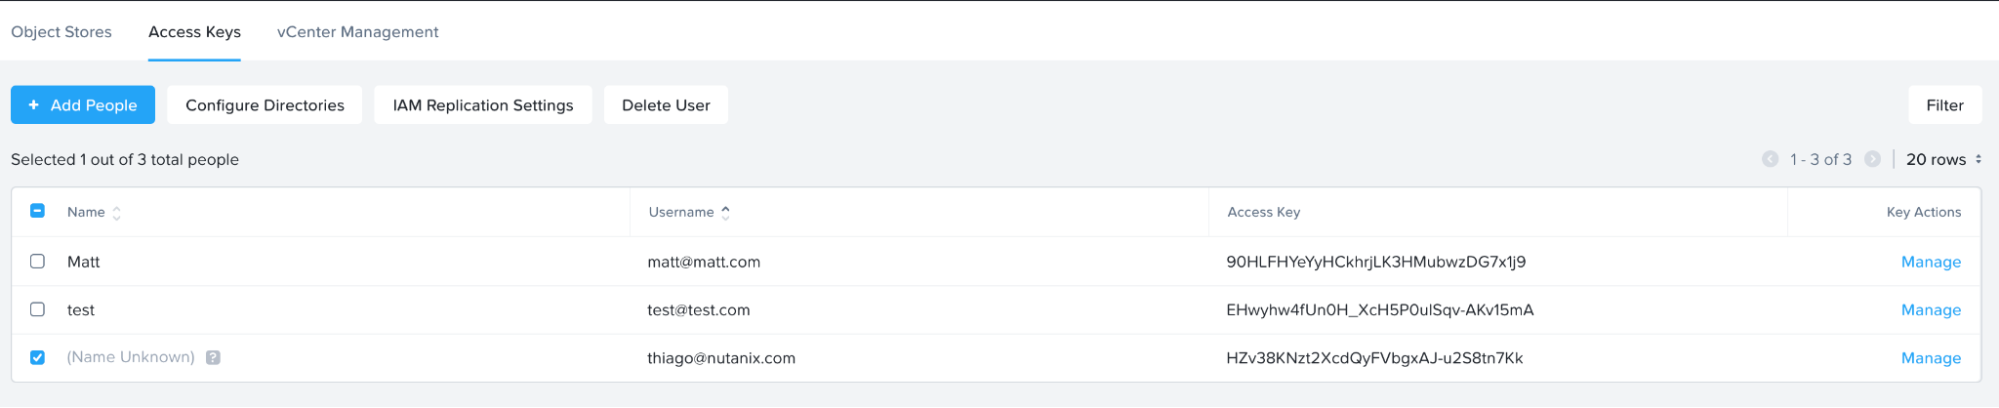 Object Stores Access Keys vCenter Management
+ Add People Configure Directories IAM Replication Settings Delete User Filter
Selected 1 out of 3 total people 1 - 3 of 3 20 rows
Name Username Access Key Key Actions
Matt matt@matt.com 90HLFHYeYyHCkhrjLK3HMubwzDG7x1j9 Manage
test test@test.com EHwyhw4fUn0H_XcH5P0ulSqv-AKv15mA Manage
(Name Unknown) ? thiago@nutanix.com HZv38KNzt2XcdQyFVbgxAJ-u2S8tn7Kk Manage